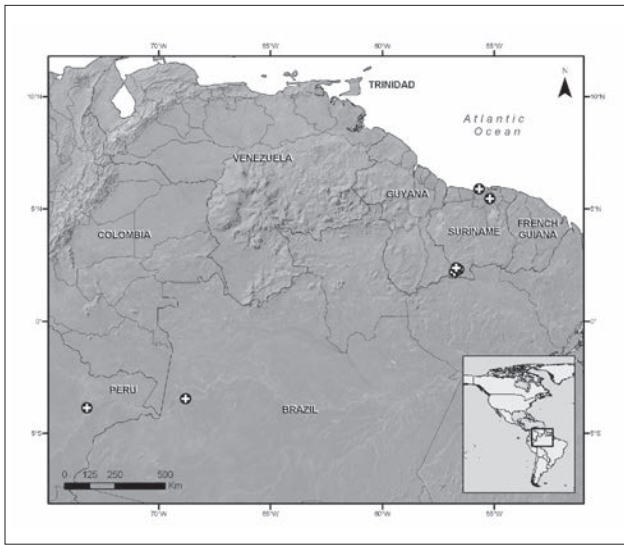 70°W 65°W 60°W 55°W
10°N TRINIDAD N 10°N
Atlantic
Ocean
VENEZUELA
GUYANA
5°N 5°N
COLOMBIA SURINAME FRENCH
GUIANA
0° 0°
PERU BRAZIL
5°S 5°S
0 125 250 500
Km
70°W 65°W 60°W 55°W